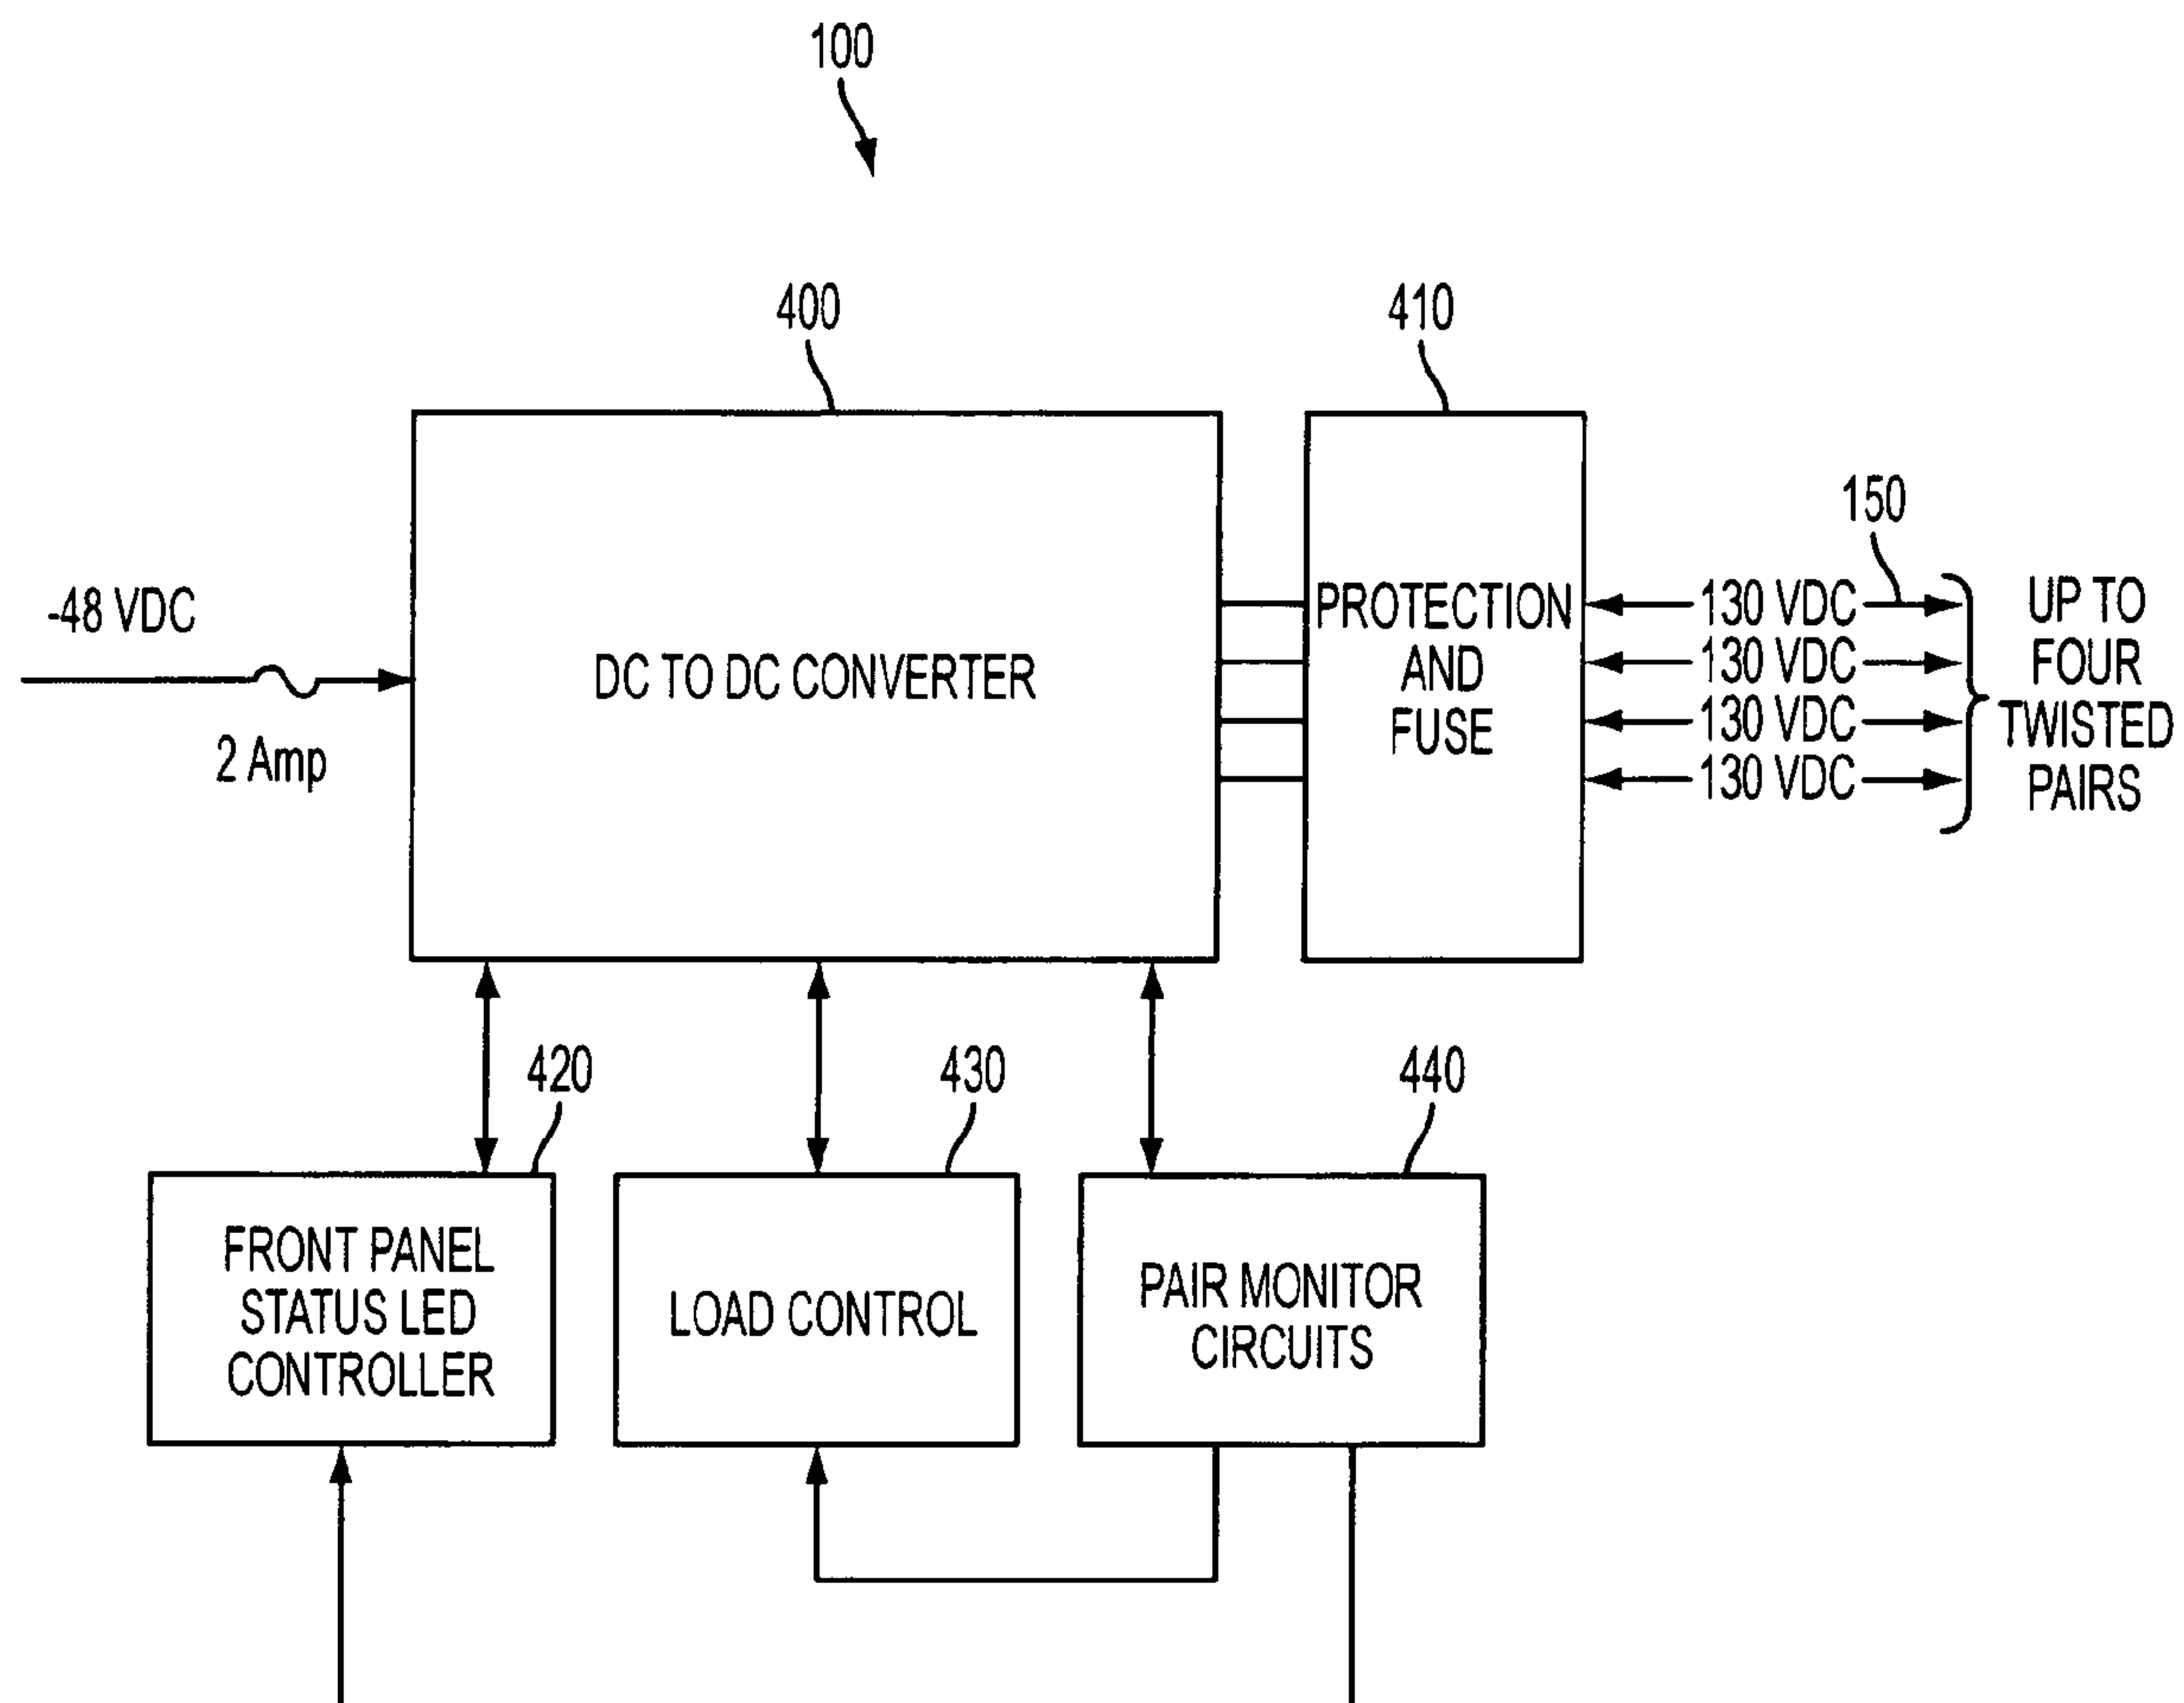 100
400
410
150
-48 VDC
2 Amp
DC TO DC CONVERTER
PROTECTION
AND
FUSE
130 VDC
130 VDC
130 VDC
130 VDC
UP TO
FOUR
TWISTED
PAIRS
420
430
440
FRONT PANEL
STATUS LED
CONTROLLER
LOAD CONTROL
PAIR MONITOR
CIRCUITS